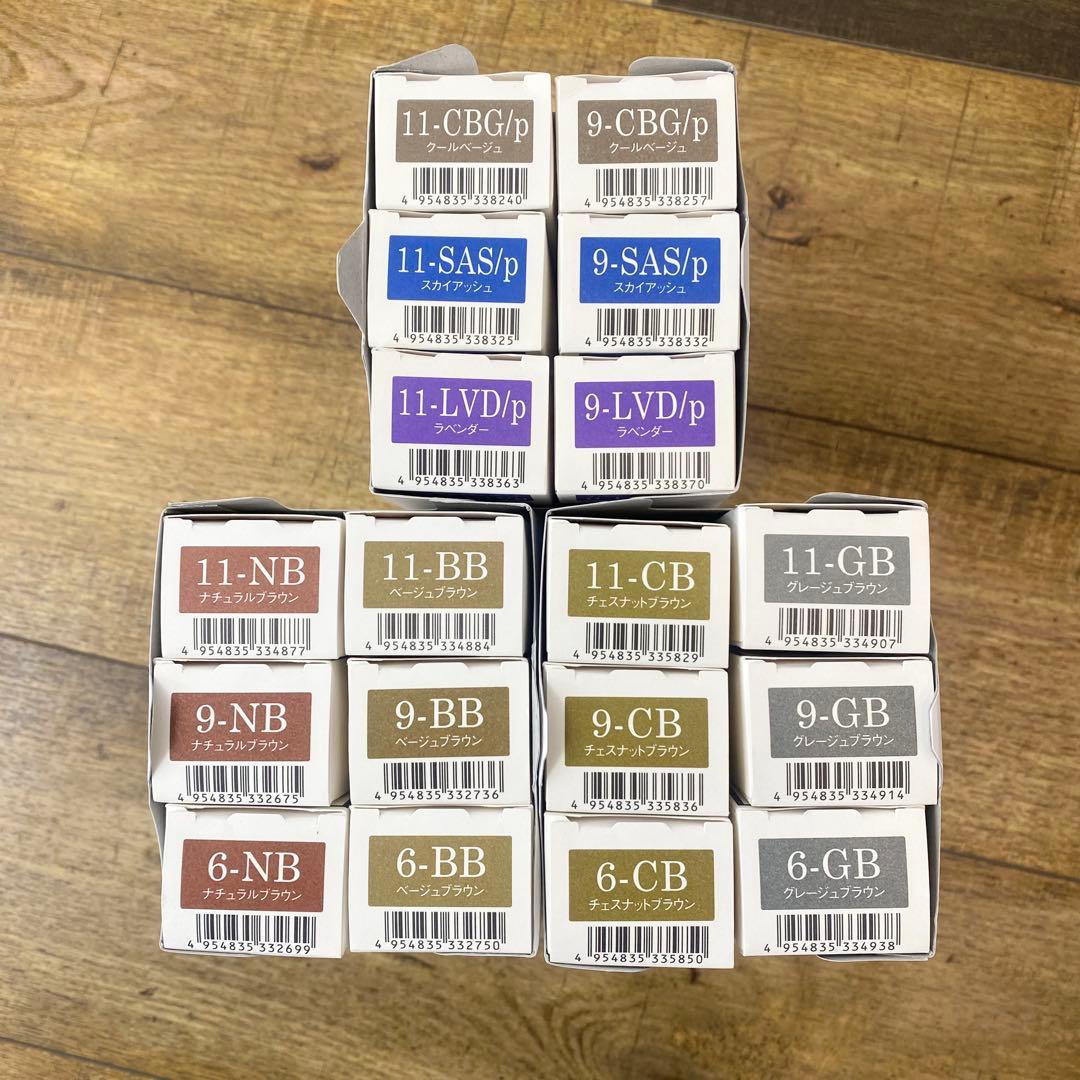 11-CBG/p
クールベージュ
4 954835 338240
9-CBG/p
クールベージュ
4 954835 338257
11-SAS/p
スカイアッシュ
4 954835 338325
9-SAS/p
スカイアッシュ
4 954835 338332
11-LVD/p
ラベンダー
4 954835 338363
9-LVD/p
ラベンダー
4 954835 338370
11-NB
ナチュラルブラウン
4 954835 334877
11-BB
ベージュブラウン
4 954835 334884
11-CB
チェスナットブラウン
4 954835 335829
11-GB
グレージュブラウン
4 954835 334907
9-NB
ナチュラルブラウン
4 954835 332675
9-BB
ベージュブラウン
4 954835 332736
9-CB
チェスナットブラウン
4 954835 335836
9-GB
グレージュブラウン
4 954835 334914
6-NB
ナチュラルブラウン
4 954835 332699
6-BB
ベージュブラウン
4 954835 332750
6-CB
チェスナットブラウン
4 954835 335850
6-GB
グレージュブラウン
4 954835 334938